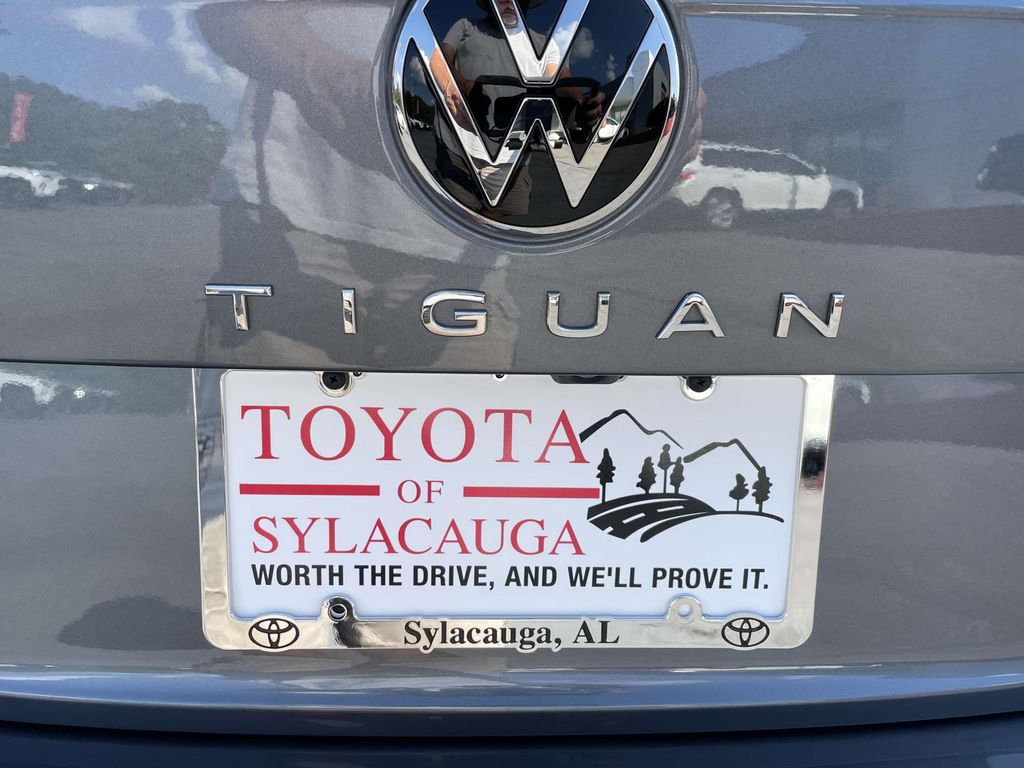 TIGUAN
TOYOTA
OF
SYLACAUGA
WORTH THE DRIVE, AND WE'LL PROVE IT.
Sylacauga, AL